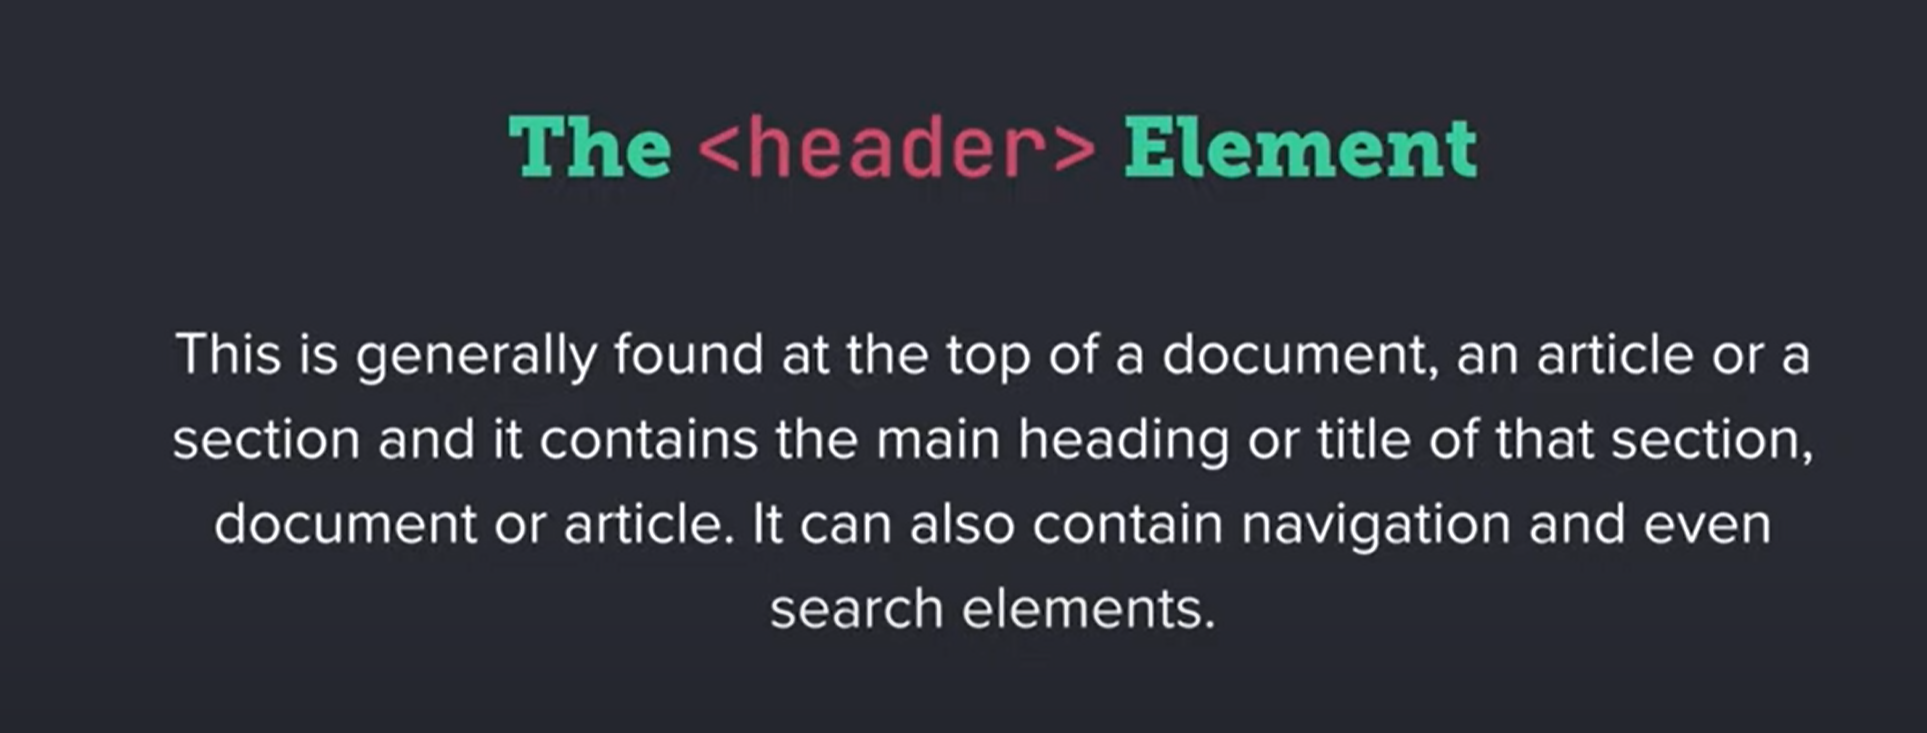 The <header> Element
This is generally found at the top of a document, an article or a
section and it contains the main heading or title of that section,
document or article. It can also contain navigation and even
search elements.